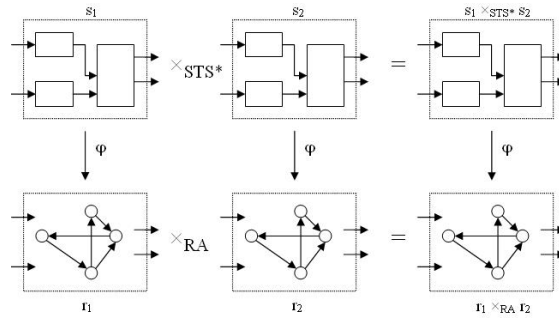 s₁ s₂ s₁ ×STS* s₂
×STS* =
φ φ φ
×RA =
r₁ r₂ r₁ ×RA r₂